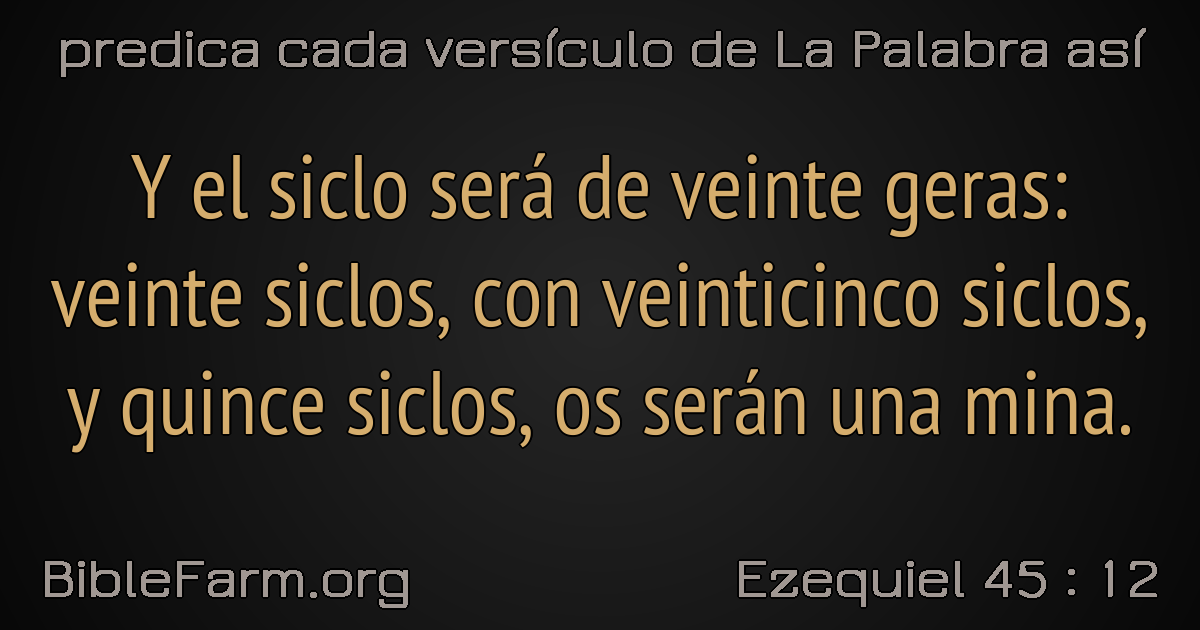 predica cada versículo de La Palabra así
Y el siclo será de veinte geras:
veinte siclos, con veinticinco siclos,
y quince siclos, os serán una mina.
BibleFarm.org
Ezequiel 45 : 12